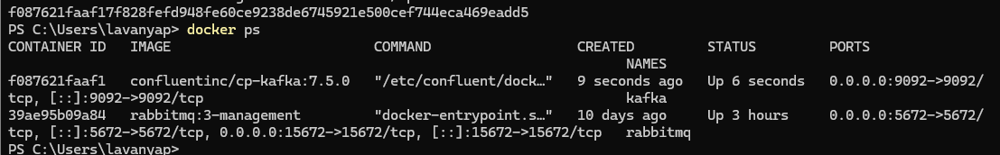 f087621faaf17f828fefd948fe60ce9238de6745921e500cef744eca469eadd5
PS C:\Users\lavanyap> docker ps
CONTAINER ID   IMAGE                             COMMAND                  CREATED         STATUS         PORTS
                                                                                NAMES
f087621faaf1   confluentinc/cp-kafka:7.5.0   "/etc/confluent/dock…"   9 seconds ago   Up 6 seconds   0.0.0.0:9092->9092/
tcp, [::]:9092->9092/tcp                                                        kafka
39ae95b09a84   rabbitmq:3-management         "docker-entrypoint.s…"   10 days ago     Up 3 hours     0.0.0.0:5672->5672/
tcp, [::]:5672->5672/tcp, 0.0.0.0:15672->15672/tcp, [::]:15672->15672/tcp   rabbitmq
PS C:\Users\lavanyap>